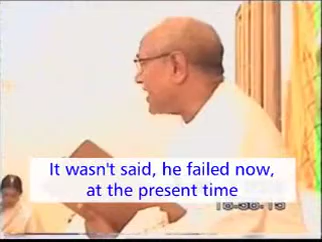 It wasn't said, he failed now,
at the present time